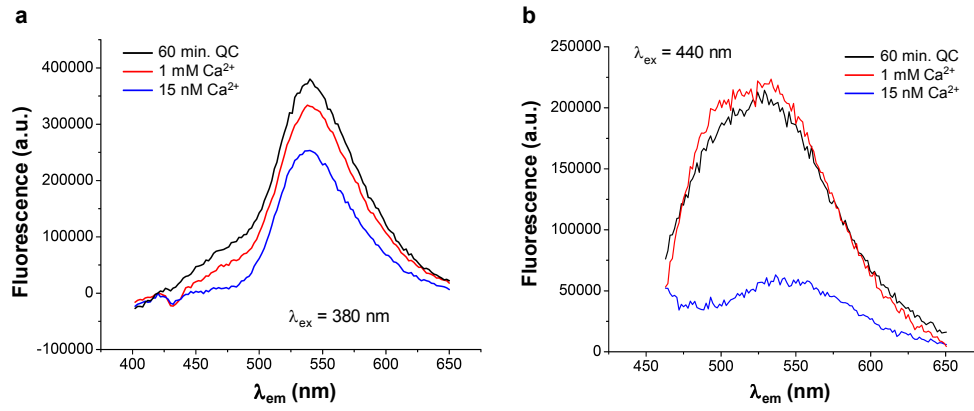 a
60 min. QC
1 mM Ca²⁺
15 nM Ca²⁺
400000
300000
200000
100000
0
-100000
Fluorescence (a.u.)
λex = 380 nm
400 450 500 550 600 650
λem (nm)
b
λex = 440 nm
60 min. QC
1 mM Ca²⁺
15 nM Ca²⁺
250000
200000
150000
100000
50000
0
Fluorescence (a.u.)
450 500 550 600 650
λem (nm)